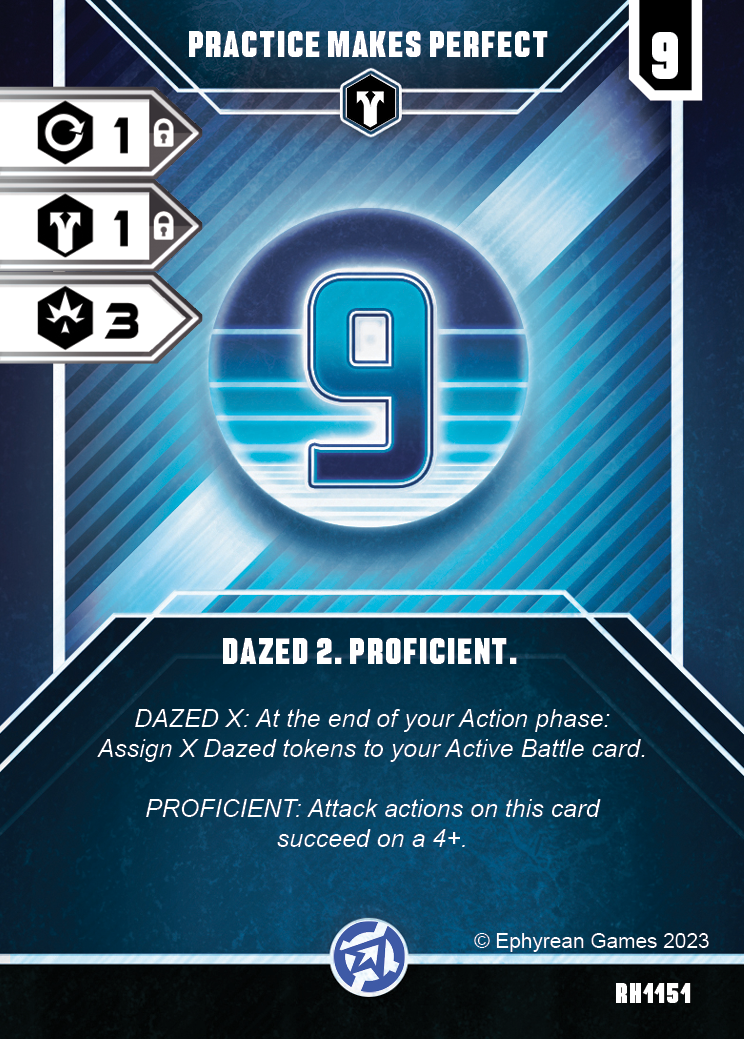 PRACTICE MAKES PERFECT
9
1
1
3
9
DAZED 2. PROFICIENT.
DAZED X: At the end of your Action phase:
Assign X Dazed tokens to your Active Battle card.
PROFICIENT: Attack actions on this card
succeed on a 4+.
© Ephyrean Games 2023
RH1151